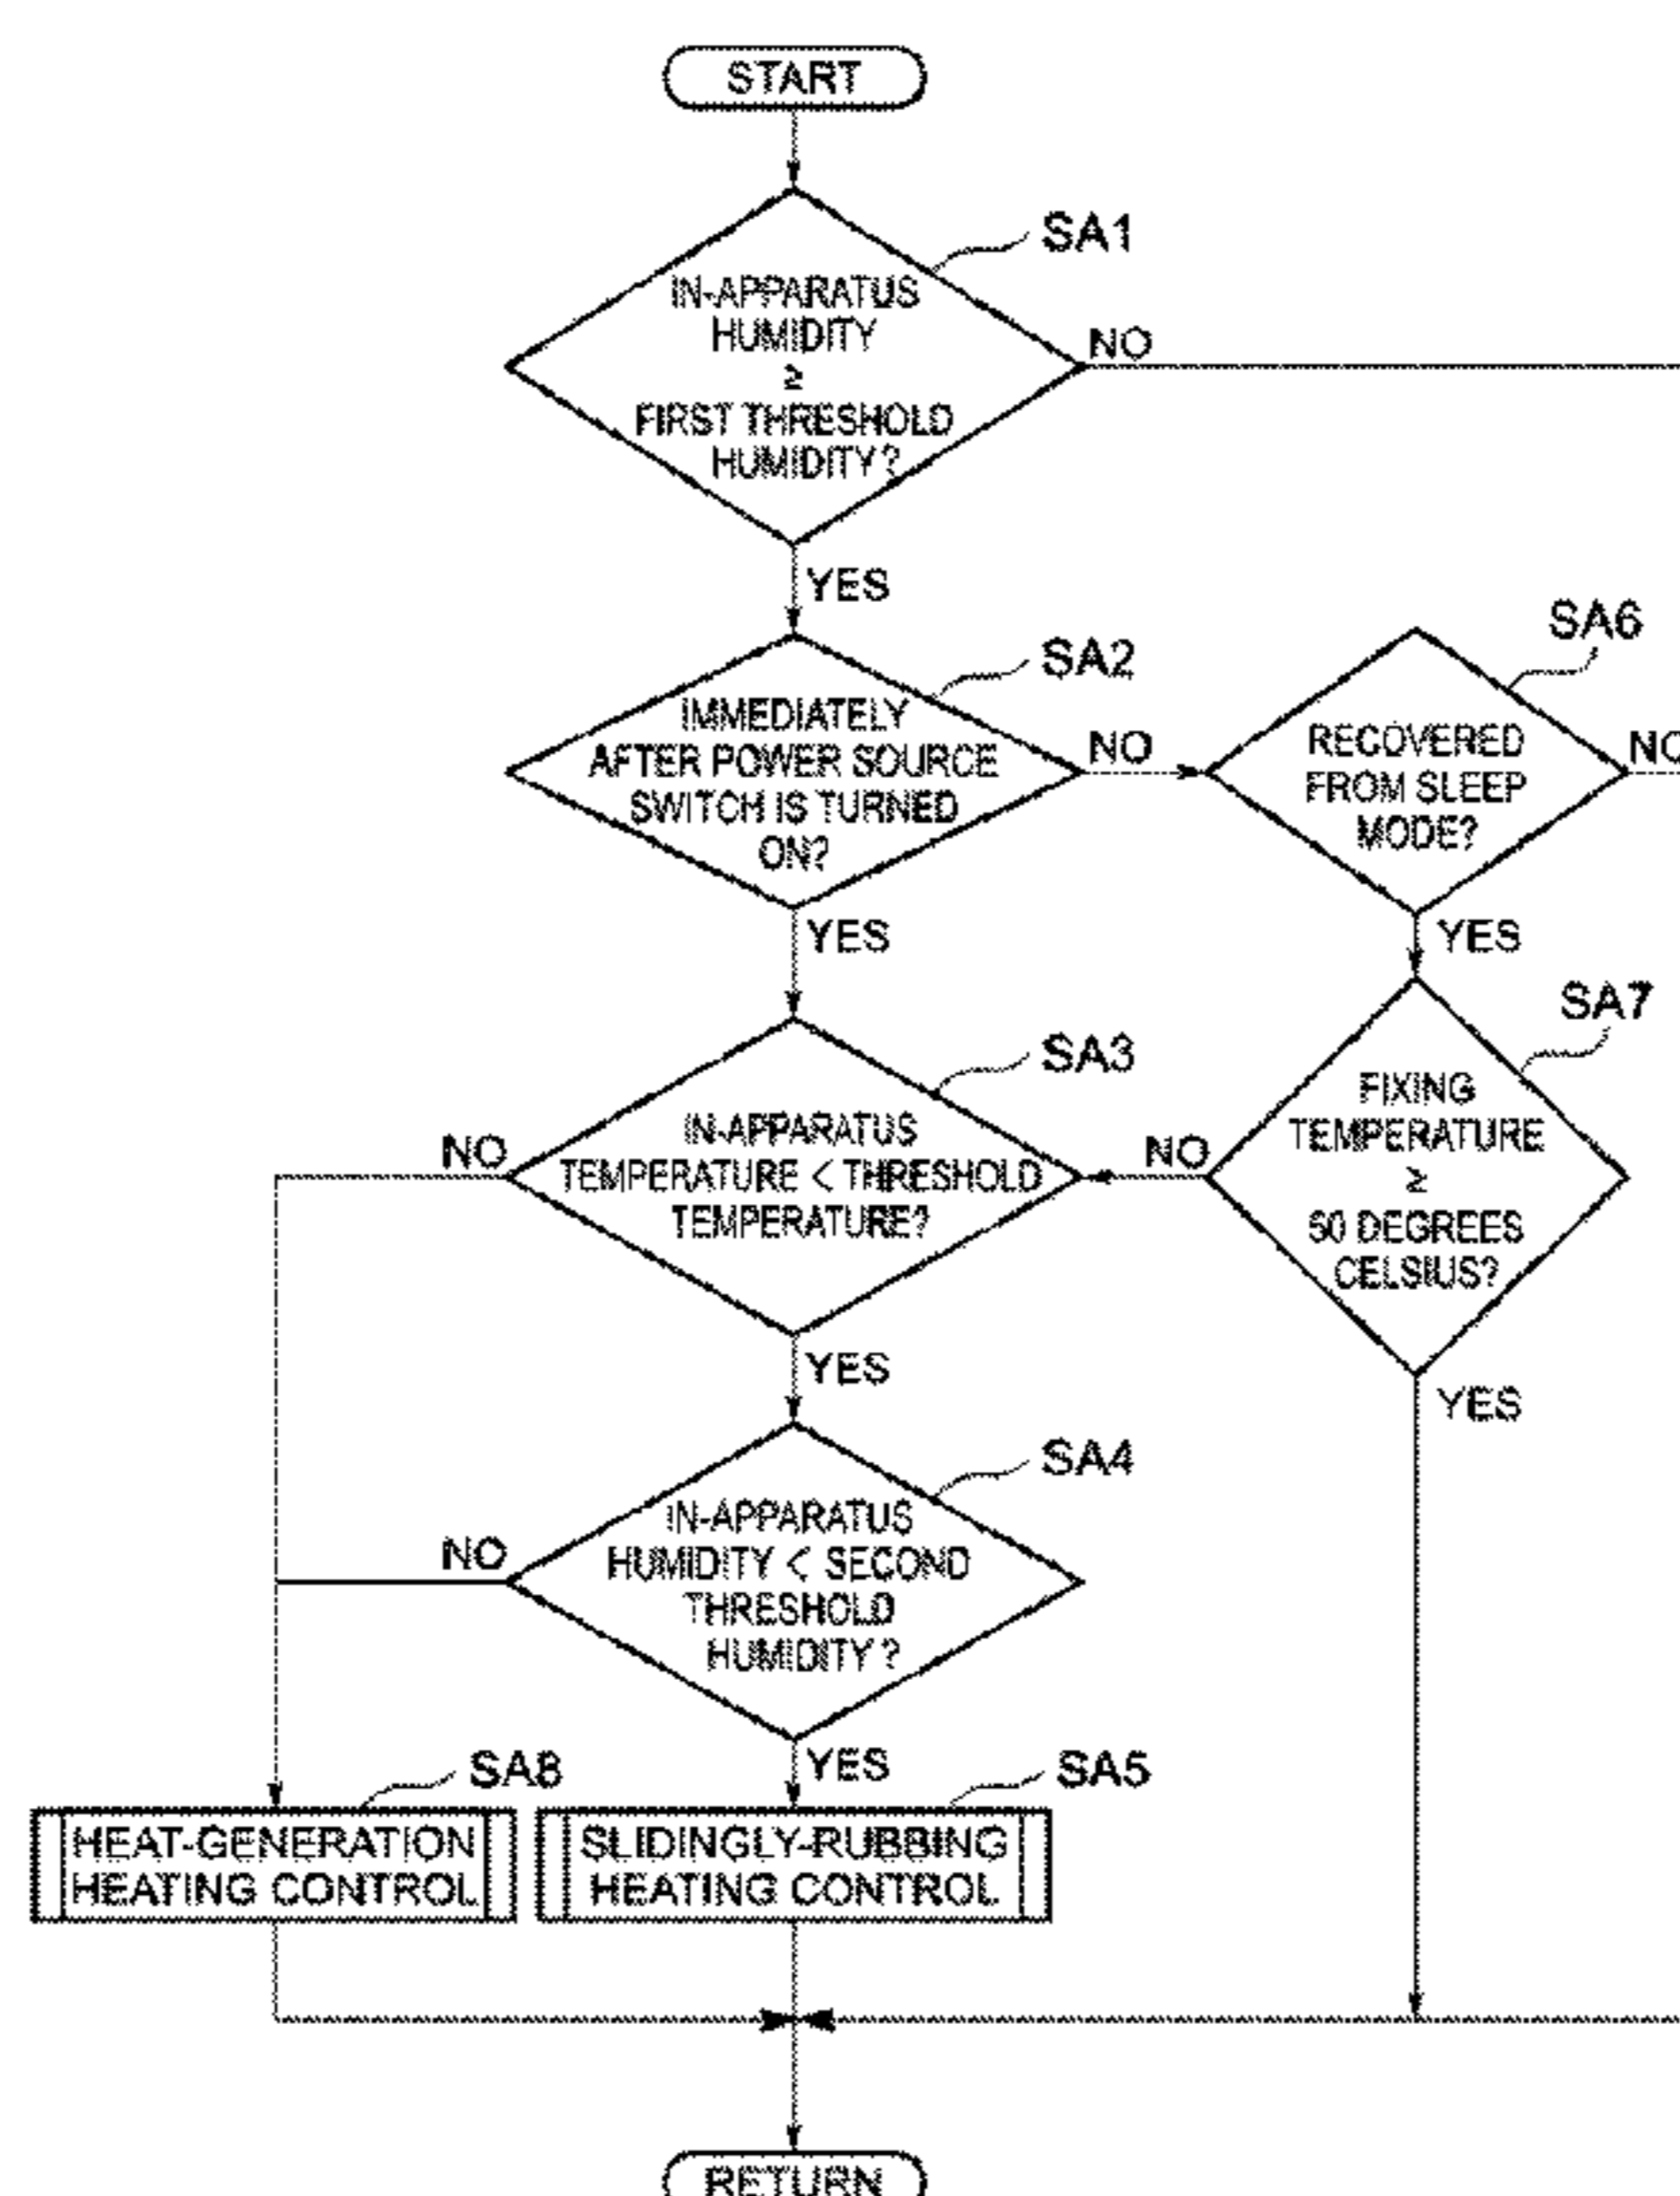 START
SA1
IN-APPARATUS
HUMIDITY
≥
FIRST THRESHOLD
HUMIDITY?
NO
YES
SA2
IMMEDIATELY
AFTER POWER SOURCE
SWITCH IS TURNED
ON?
NO
SA6
RECOVERED
FROM SLEEP
MODE?
NO
YES
YES
SA3
IN-APPARATUS
TEMPERATURE < THRESHOLD
TEMPERATURE?
NO
SA7
FIXING
TEMPERATURE
≥
50 DEGREES
CELSIUS?
NO
YES
YES
SA4
IN-APPARATUS
HUMIDITY < SECOND
THRESHOLD
HUMIDITY?
NO
YES
SA8
HEAT-GENERATION
HEATING CONTROL
SA5
SLIDINGLY-RUBBING
HEATING CONTROL
RETURN